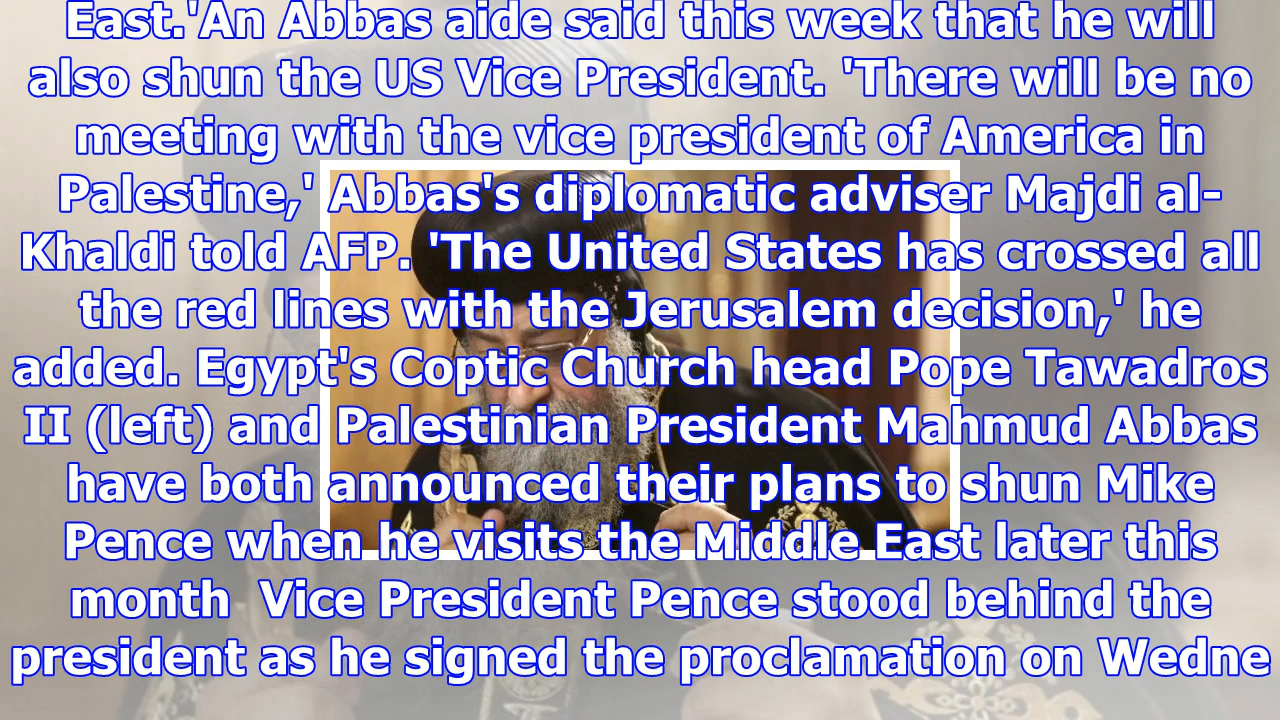 East.'An Abbas aide said this week that he will
also shun the US Vice President. 'There will be no
meeting with the vice president of America in
Palestine,' Abbas's diplomatic adviser Majdi al-
Khaldi told AFP. 'The United States has crossed all
the red lines with the Jerusalem decision,' he
added. Egypt's Coptic Church head Pope Tawadros
II (left) and Palestinian President Mahmud Abbas
have both announced their plans to shun Mike
Pence when he visits the Middle East later this
month  Vice President Pence stood behind the
president as he signed the proclamation on Wedne